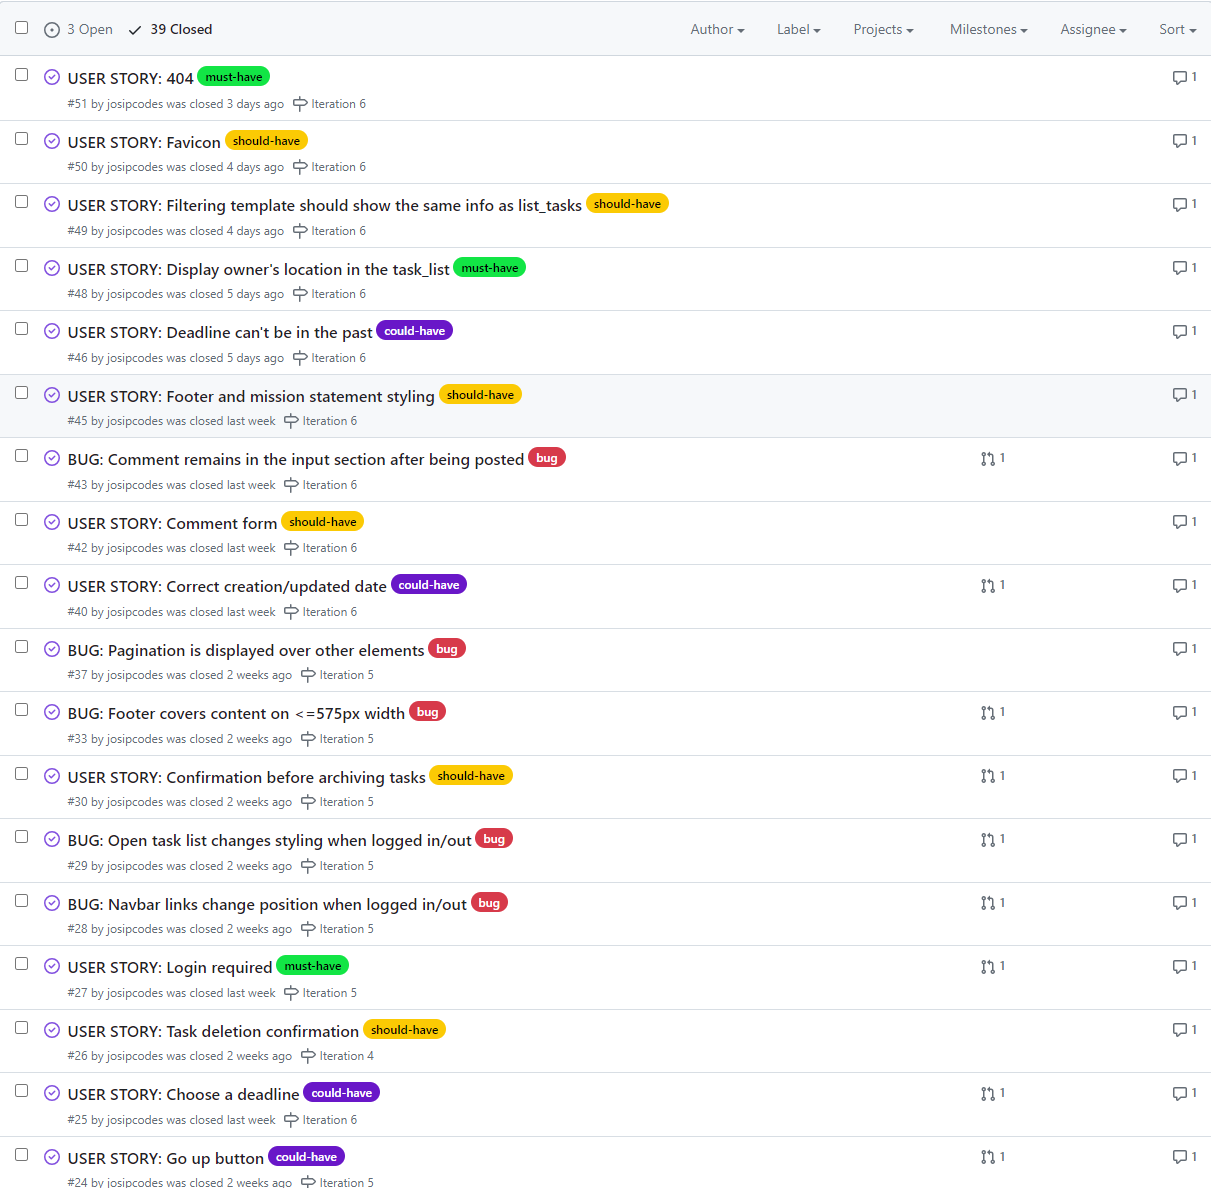 3 Open 39 Closed Author Label Projects Milestones Assignee Sort
USER STORY: 404 must-have 1
#51 by josipcodes was closed 3 days ago Iteration 6
USER STORY: Favicon should-have 1
#50 by josipcodes was closed 4 days ago Iteration 6
USER STORY: Filtering template should show the same info as list_tasks should-have 1
#49 by josipcodes was closed 4 days ago Iteration 6
USER STORY: Display owner's location in the task_list must-have 1
#48 by josipcodes was closed 5 days ago Iteration 6
USER STORY: Deadline can't be in the past could-have 1
#46 by josipcodes was closed 5 days ago Iteration 6
USER STORY: Footer and mission statement styling should-have 1
#45 by josipcodes was closed last week Iteration 6
BUG: Comment remains in the input section after being posted bug 1 1
#43 by josipcodes was closed last week Iteration 6
USER STORY: Comment form should-have 1
#42 by josipcodes was closed last week Iteration 6
USER STORY: Correct creation/updated date could-have 1 1
#40 by josipcodes was closed last week Iteration 6
BUG: Pagination is displayed over other elements bug 1
#37 by josipcodes was closed 2 weeks ago Iteration 5
BUG: Footer covers content on <=575px width bug 1 1
#33 by josipcodes was closed 2 weeks ago Iteration 5
USER STORY: Confirmation before archiving tasks should-have 1 1
#30 by josipcodes was closed 2 weeks ago Iteration 5
BUG: Open task list changes styling when logged in/out bug 1 1
#29 by josipcodes was closed 2 weeks ago Iteration 5
BUG: Navbar links change position when logged in/out bug 1 1
#28 by josipcodes was closed 2 weeks ago Iteration 5
USER STORY: Login required must-have 1 1
#27 by josipcodes was closed last week Iteration 5
USER STORY: Task deletion confirmation should-have 1
#26 by josipcodes was closed 2 weeks ago Iteration 4
USER STORY: Choose a deadline could-have 1 1
#25 by josipcodes was closed last week Iteration 6
USER STORY: Go up button could-have 1 1
#24 by josipcodes was closed 2 weeks ago Iteration 5